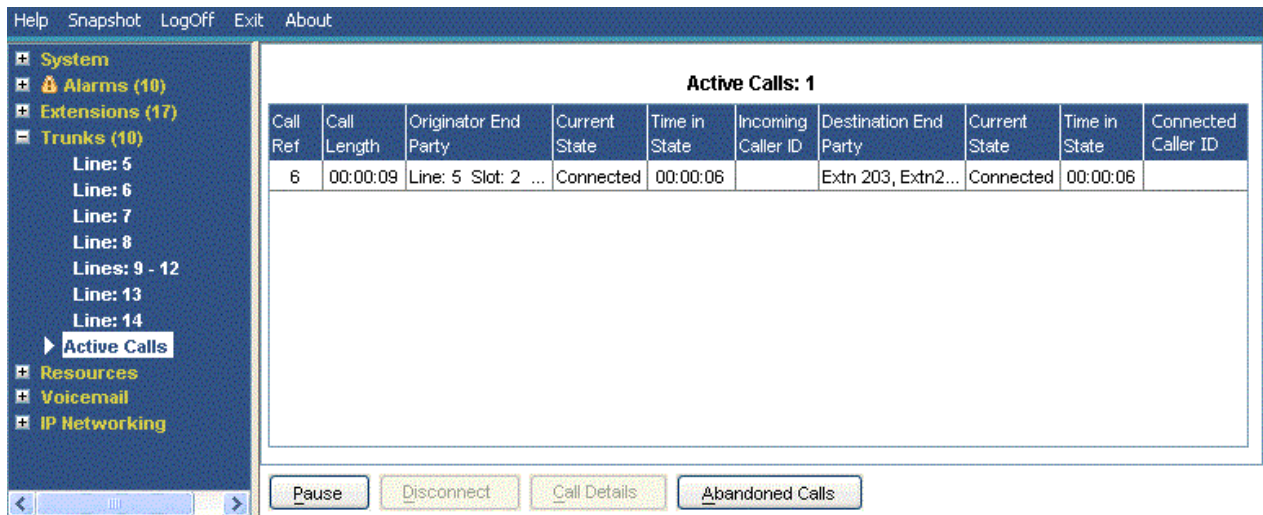 Help Snapshot LogOff Exit About
System
Alarms (10)
Extensions (17)
Trunks (10)
Line: 5
Line: 6
Line: 7
Line: 8
Lines: 9 - 12
Line: 13
Line: 14
Active Calls
Resources
Voicemail
IP Networking
Active Calls: 1
Call Ref
Call Length
Originator End Party
Current State
Time in State
Incoming Caller ID
Destination End Party
Current State
Time in State
Connected Caller ID
6 00:00:09 Line: 5 Slot: 2 ... Connected 00:00:06 Extn 203, Extn2... Connected 00:00:06
Pause Disconnect Call Details Abandoned Calls